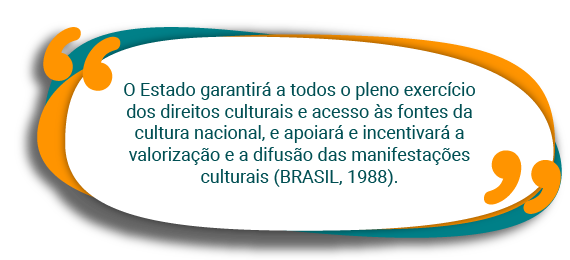 O Estado garantirá a todos o pleno exercício
dos direitos culturais e acesso às fontes da
cultura nacional, e apoiará e incentivará a
valorização e a difusão das manifestações
culturais (BRASIL, 1988).